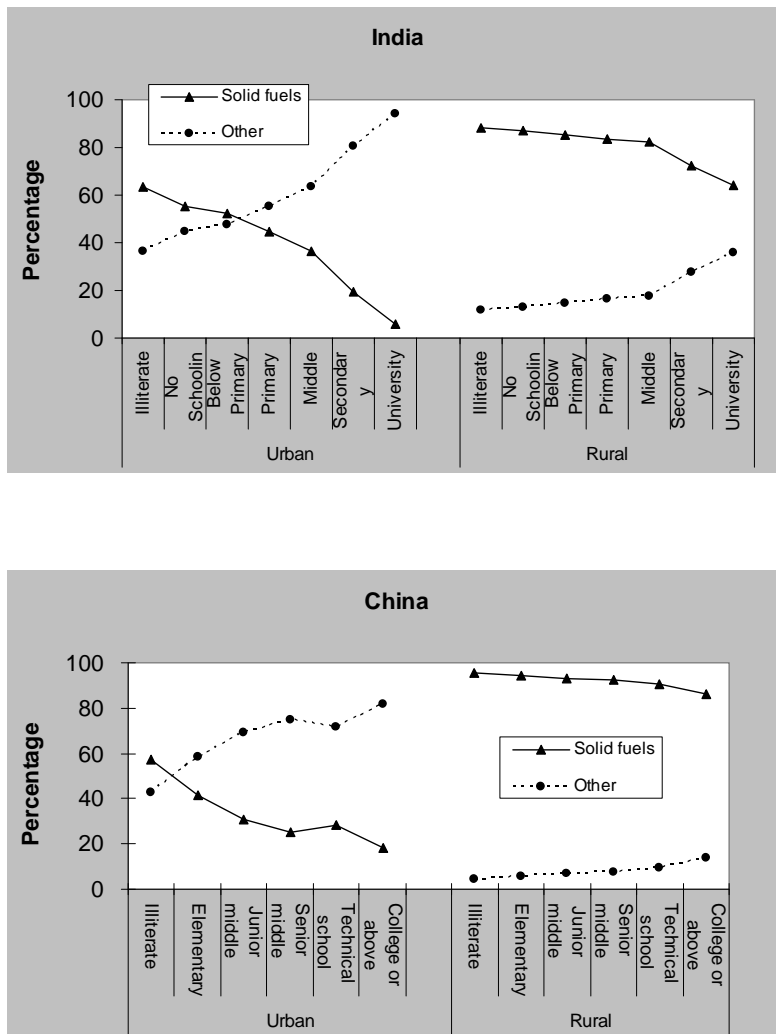 India
Solid fuels
Other
Percentage
100
80
60
40
20
0
Illiterate
No
Schoolin
Below
Primary
Primary
Middle
Secondar
y
University
Illiterate
No
Schoolin
Below
Primary
Primary
Middle
Secondar
y
University
Urban
Rural
China
Percentage
100
80
60
40
20
0
Solid fuels
Other
Illiterate
Elementary
Junior
middle
Senior
middle
Technical
school
College or
above
Illiterate
Elementary
Junior
middle
Senior
middle
Technical
school
College or
above
Urban
Rural